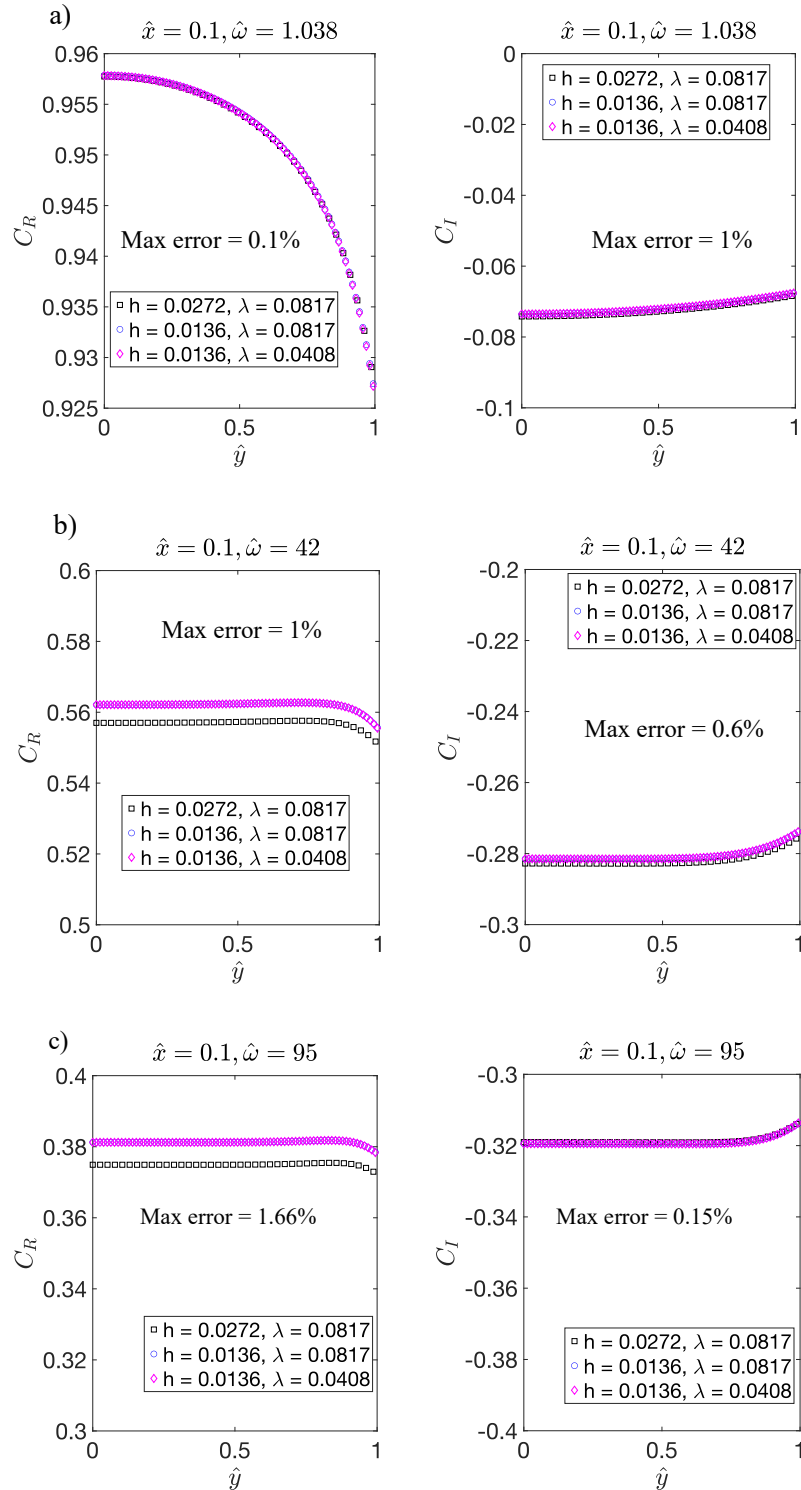 a)
x̂ = 0.1, ω̂ = 1.038
0.96
0.955
0.95
0.945
0.94
0.935
0.93
0.925
C_R
Max error = 0.1%
h = 0.0272, λ = 0.0817
h = 0.0136, λ = 0.0817
h = 0.0136, λ = 0.0408
0
0.5
1
ŷ
x̂ = 0.1, ω̂ = 1.038
0
-0.02
-0.04
-0.06
-0.08
-0.1
C_I
h = 0.0272, λ = 0.0817
h = 0.0136, λ = 0.0817
h = 0.0136, λ = 0.0408
Max error = 1%
0
0.5
1
ŷ
b)
x̂ = 0.1, ω̂ = 42
0.6
0.58
0.56
0.54
0.52
0.5
C_R
Max error = 1%
h = 0.0272, λ = 0.0817
h = 0.0136, λ = 0.0817
h = 0.0136, λ = 0.0408
0
0.5
1
ŷ
x̂ = 0.1, ω̂ = 42
-0.2
-0.22
-0.24
-0.26
-0.28
-0.3
C_I
h = 0.0272, λ = 0.0817
h = 0.0136, λ = 0.0817
h = 0.0136, λ = 0.0408
Max error = 0.6%
0
0.5
1
ŷ
c)
x̂ = 0.1, ω̂ = 95
0.4
0.38
0.36
0.34
0.32
0.3
C_R
Max error = 1.66%
h = 0.0272, λ = 0.0817
h = 0.0136, λ = 0.0817
h = 0.0136, λ = 0.0408
0
0.5
1
ŷ
x̂ = 0.1, ω̂ = 95
-0.3
-0.32
-0.34
-0.36
-0.38
-0.4
C_I
Max error = 0.15%
h = 0.0272, λ = 0.0817
h = 0.0136, λ = 0.0817
h = 0.0136, λ = 0.0408
0
0.5
1
ŷ